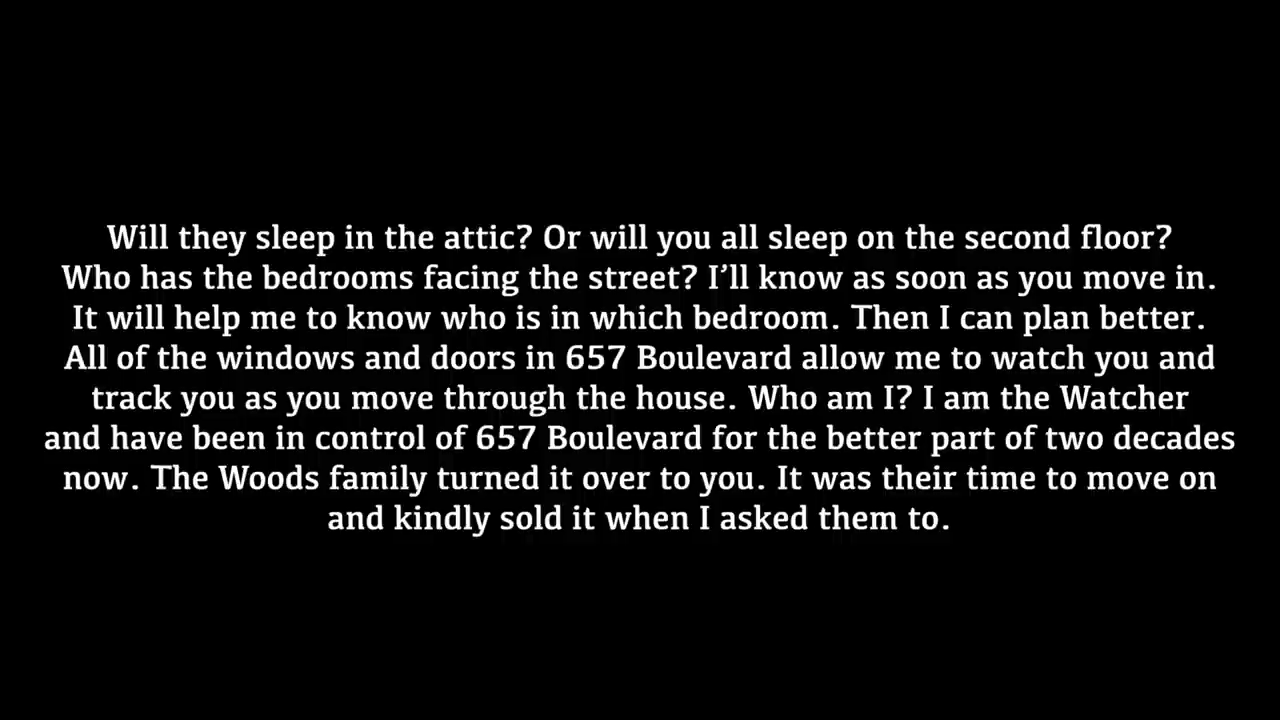 Will they sleep in the attic? Or will you all sleep on the second floor?
Who has the bedrooms facing the street? I’ll know as soon as you move in.
It will help me to know who is in which bedroom. Then I can plan better.
All of the windows and doors in 657 Boulevard allow me to watch you and
track you as you move through the house. Who am I? I am the Watcher
and have been in control of 657 Boulevard for the better part of two decades
now. The Woods family turned it over to you. It was their time to move on
and kindly sold it when I asked them to.